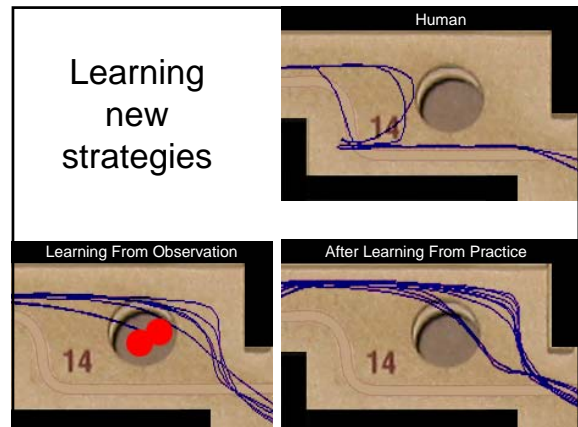 Learning
new
strategies
Human
14
Learning From Observation
14
After Learning From Practice
14